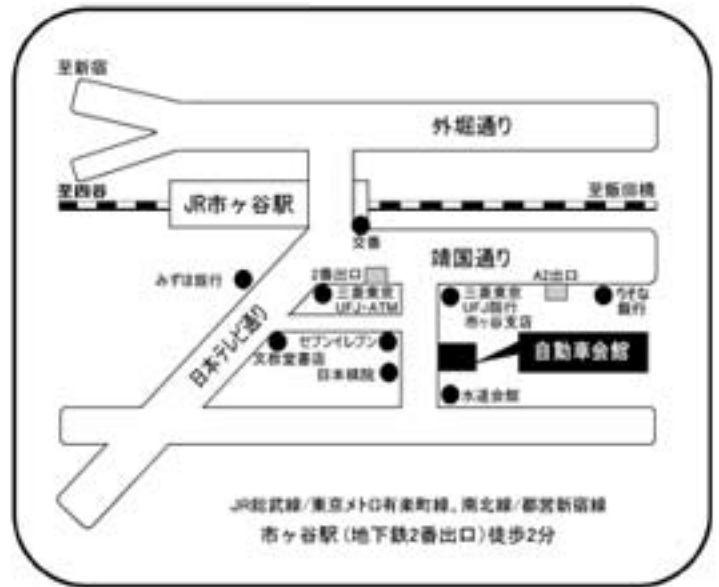 至新宿
外堀通り
至四谷
JR市ヶ谷駅
至飯田橋
交番
靖国通り
みずほ銀行
2番出口
A2出口
三菱東京
UFJ-ATM
三菱東京
UFJ銀行
市ヶ谷支店
りそな
銀行
日本テレビ通り
文教堂書店
セブンイレブン
日本棋院
自動車会館
水道会館
JR総武線/東京メトロ有楽町線、南北線/都営新宿線
市ヶ谷駅(地下鉄2番出口)徒歩2分